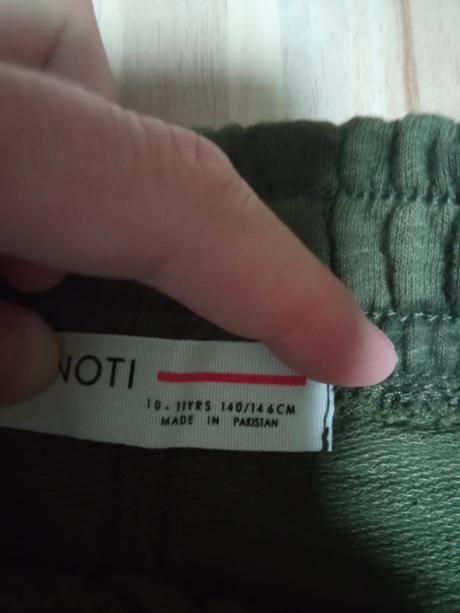 NOTI
10-11YRS 140/146CM
MADE IN PAKISTAN